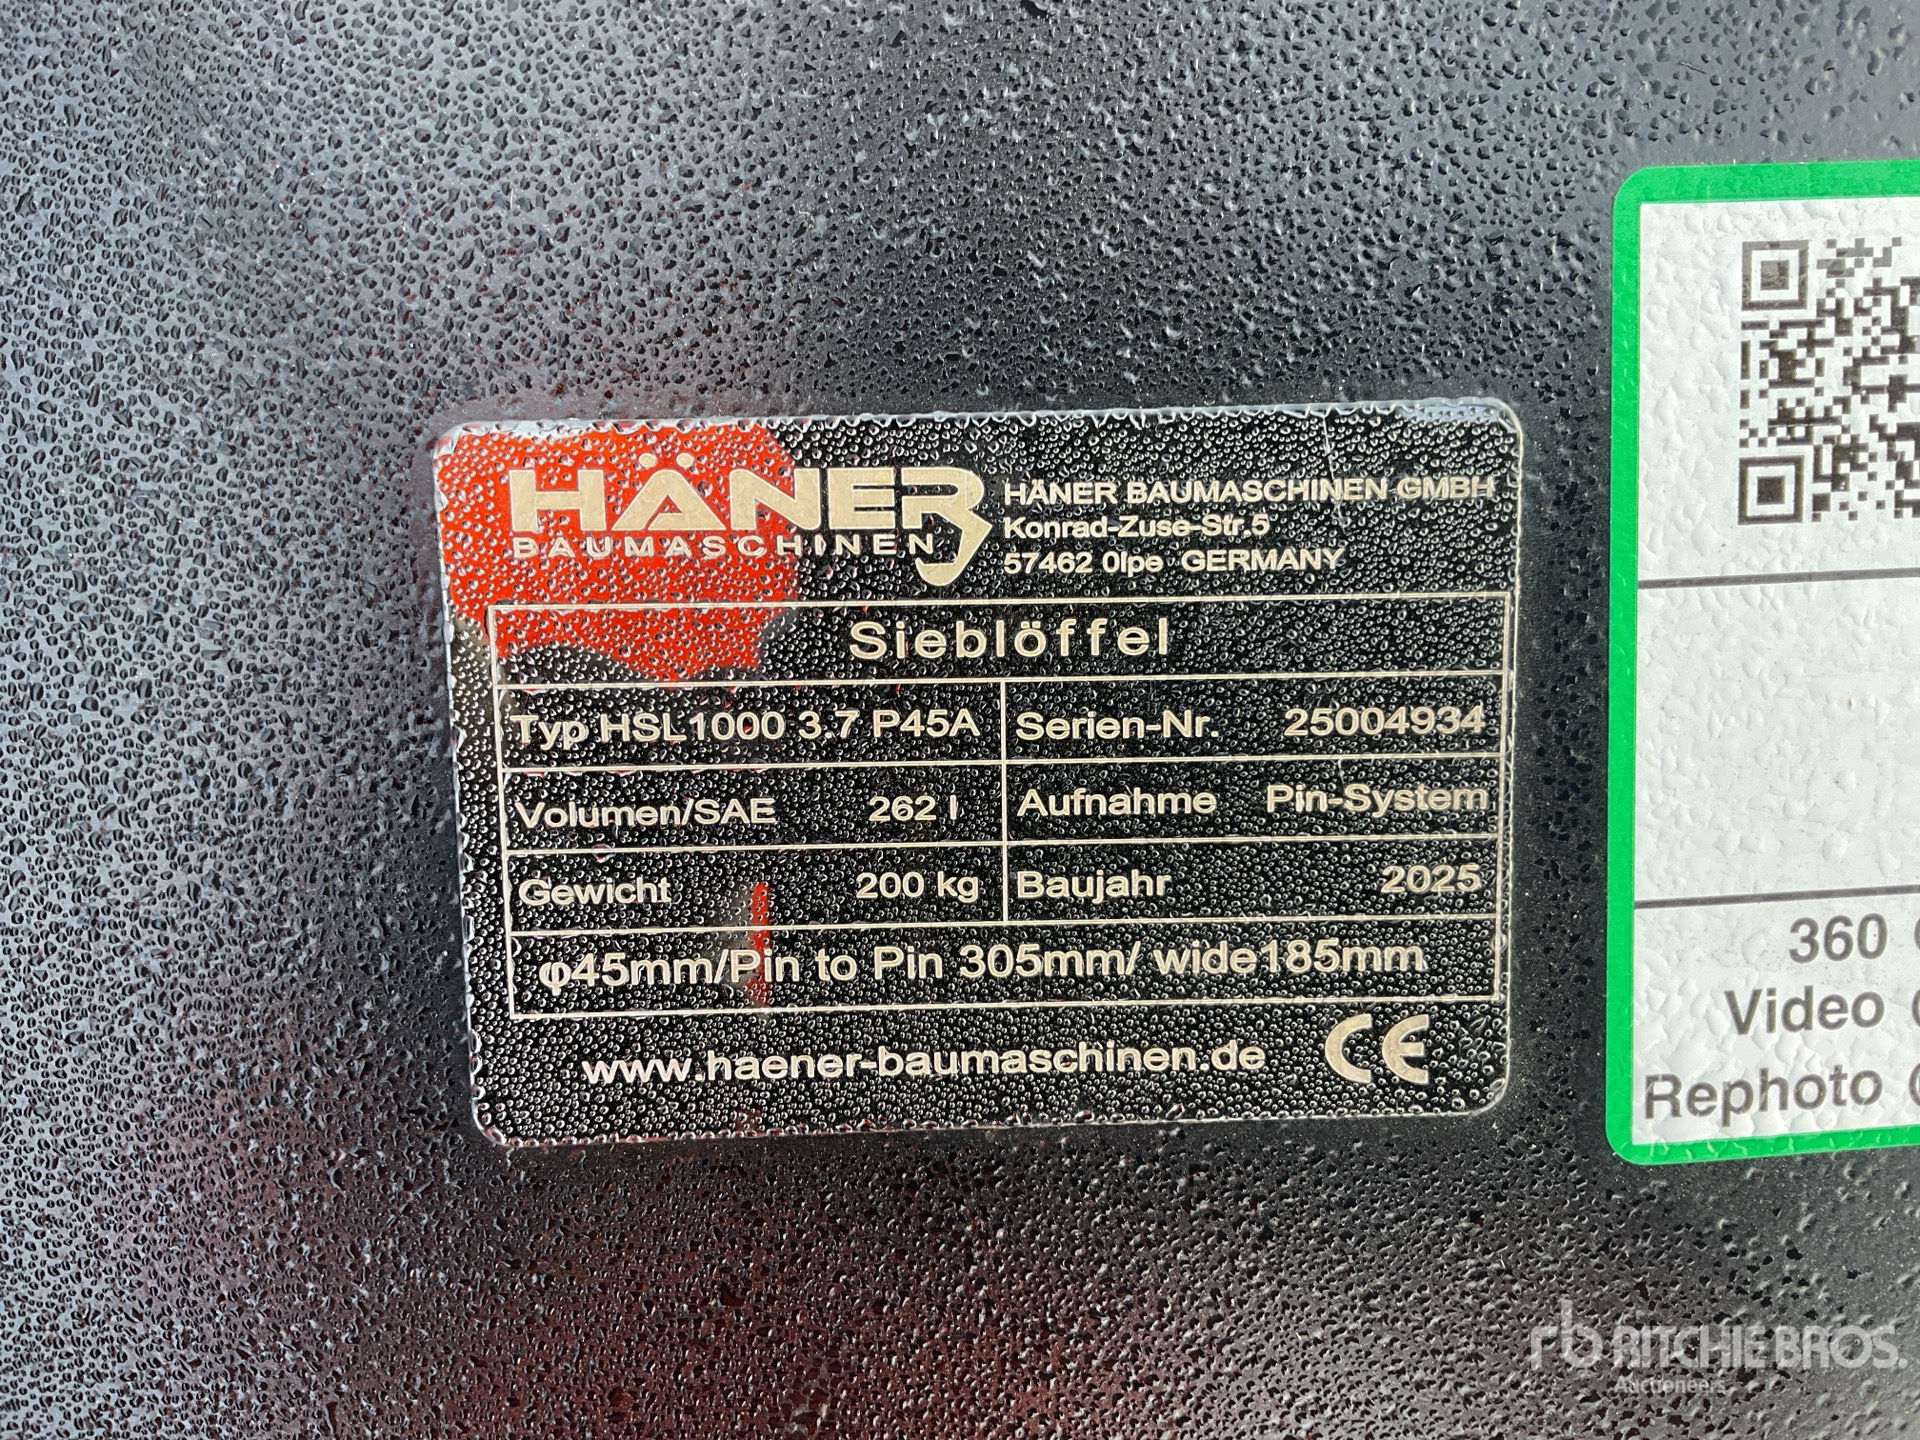 HÄNER
BAUMASCHINEN
HÄNER BAUMASCHINEN GMBH
Konrad-Zuse-Str.5
57462 Olpe GERMANY
Sieblöffel
Typ HSL1000 3.7 P45A
Serien-Nr. 25004934
Volumen/SAE 262 l
Aufnahme Pin-System
Gewicht 200 kg
Baujahr 2025
φ45mm/Pin to Pin 305mm/ wide185mm
www.haener-baumaschinen.de CE
360
Video
Rephoto
rb RITCHIE BROS.
Auctioneers